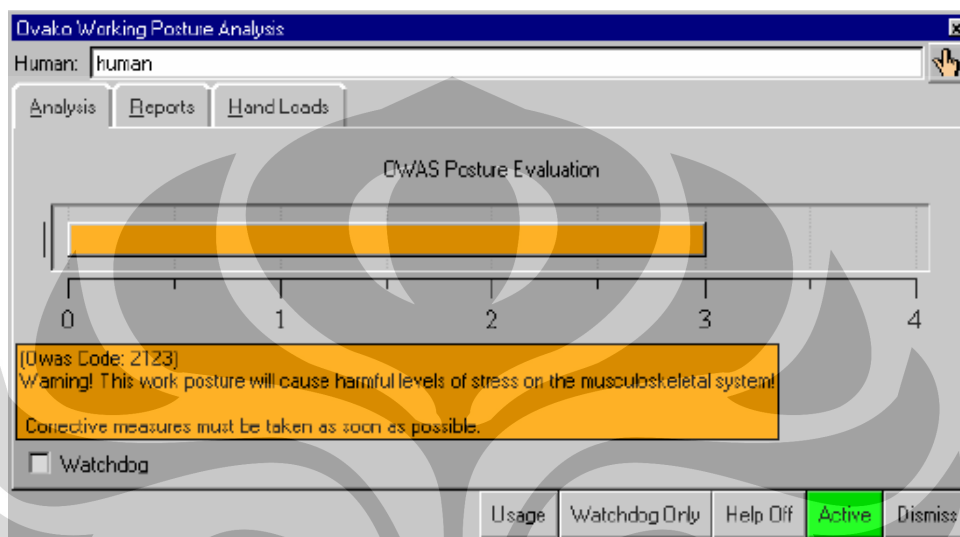 Ovako Working Posture Analysis
Human: human
Analysis Reports Hand Loads
OWAS Posture Evaluation
0 1 2 3 4
(Owas Code: 2123)
Warning! This work posture will cause harmful levels of stress on the musculoskeletal system!
Corrective measures must be taken as soon as possible.
Watchdog
Usage Watchdog Only Help Off Active Dismiss